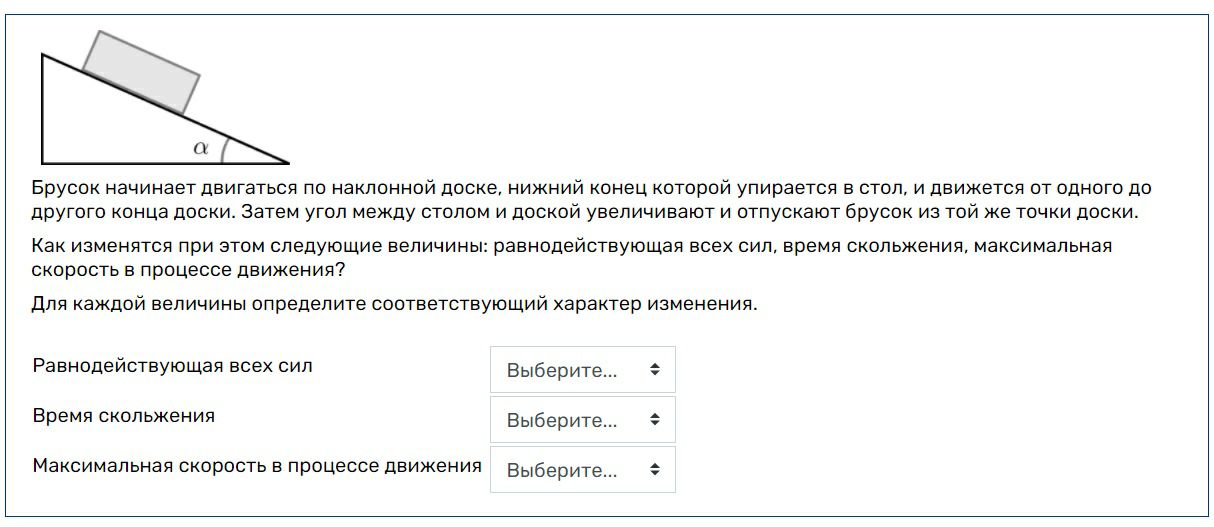 α
Брусок начинает двигаться по наклонной доске, нижний конец которой упирается в стол, и движется от одного до
другого конца доски. Затем угол между столом и доской увеличивают и отпускают брусок из той же точки доски.
Как изменятся при этом следующие величины: равнодействующая всех сил, время скольжения, максимальная
скорость в процессе движения?
Для каждой величины определите соответствующий характер изменения.
Равнодействующая всех сил Выберите...
Время скольжения Выберите...
Максимальная скорость в процессе движения Выберите...